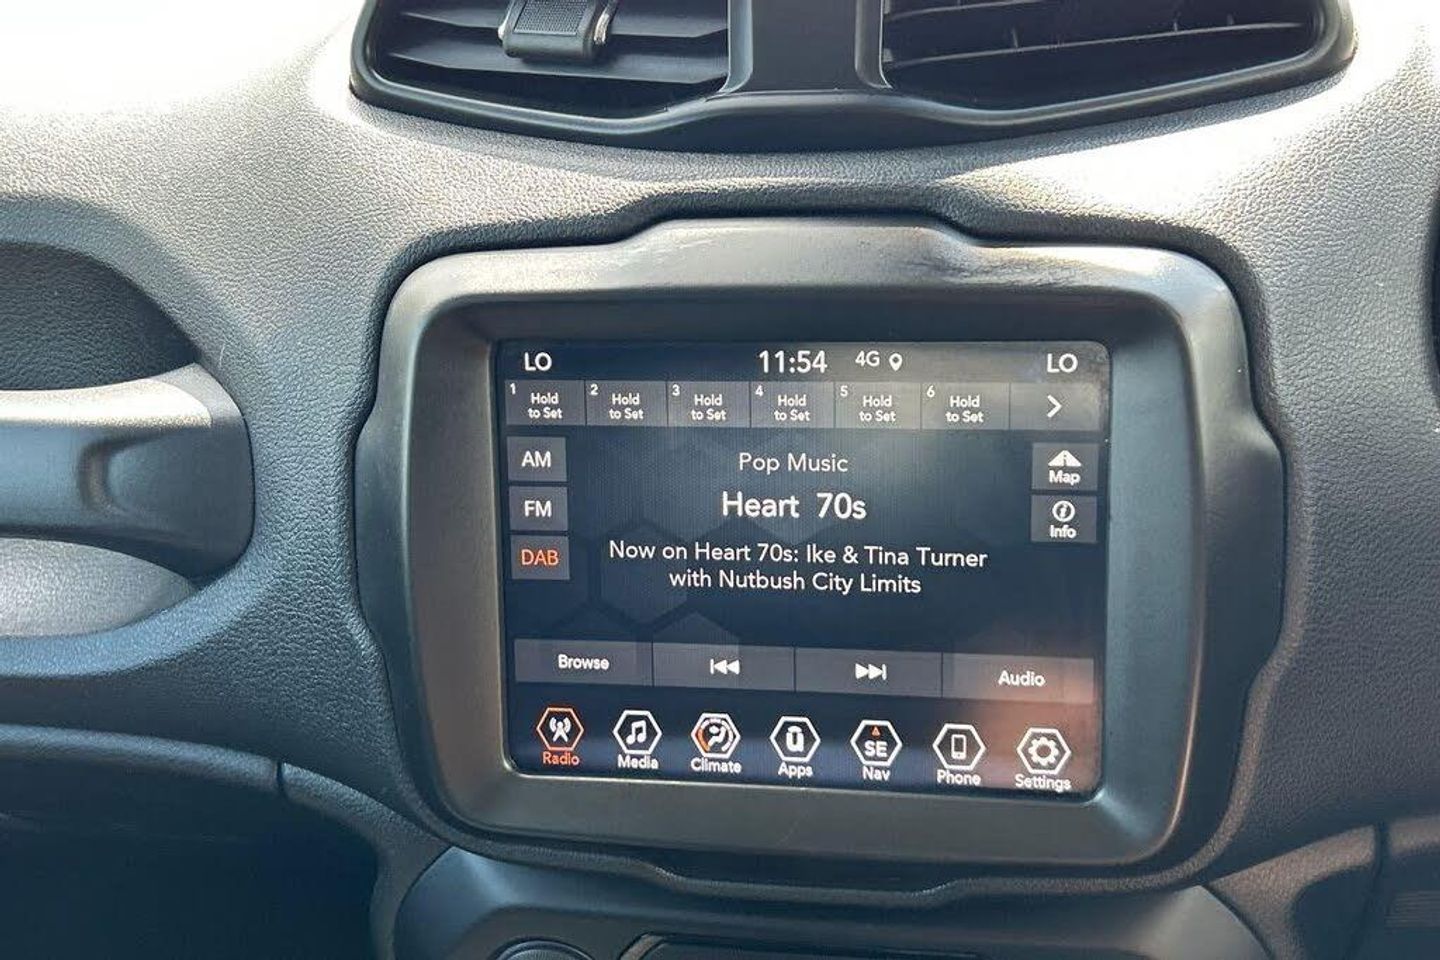 LO 11:54 4G LO
1 Hold to Set
2 Hold to Set
3 Hold to Set
4 Hold to Set
5 Hold to Set
6 Hold to Set
AM
FM
DAB
Pop Music
Heart 70s
Now on Heart 70s: Ike & Tina Turner
with Nutbush City Limits
Map
Info
Browse
Audio
Radio
Media
Climate
Apps
SE
Nav
Phone
Settings